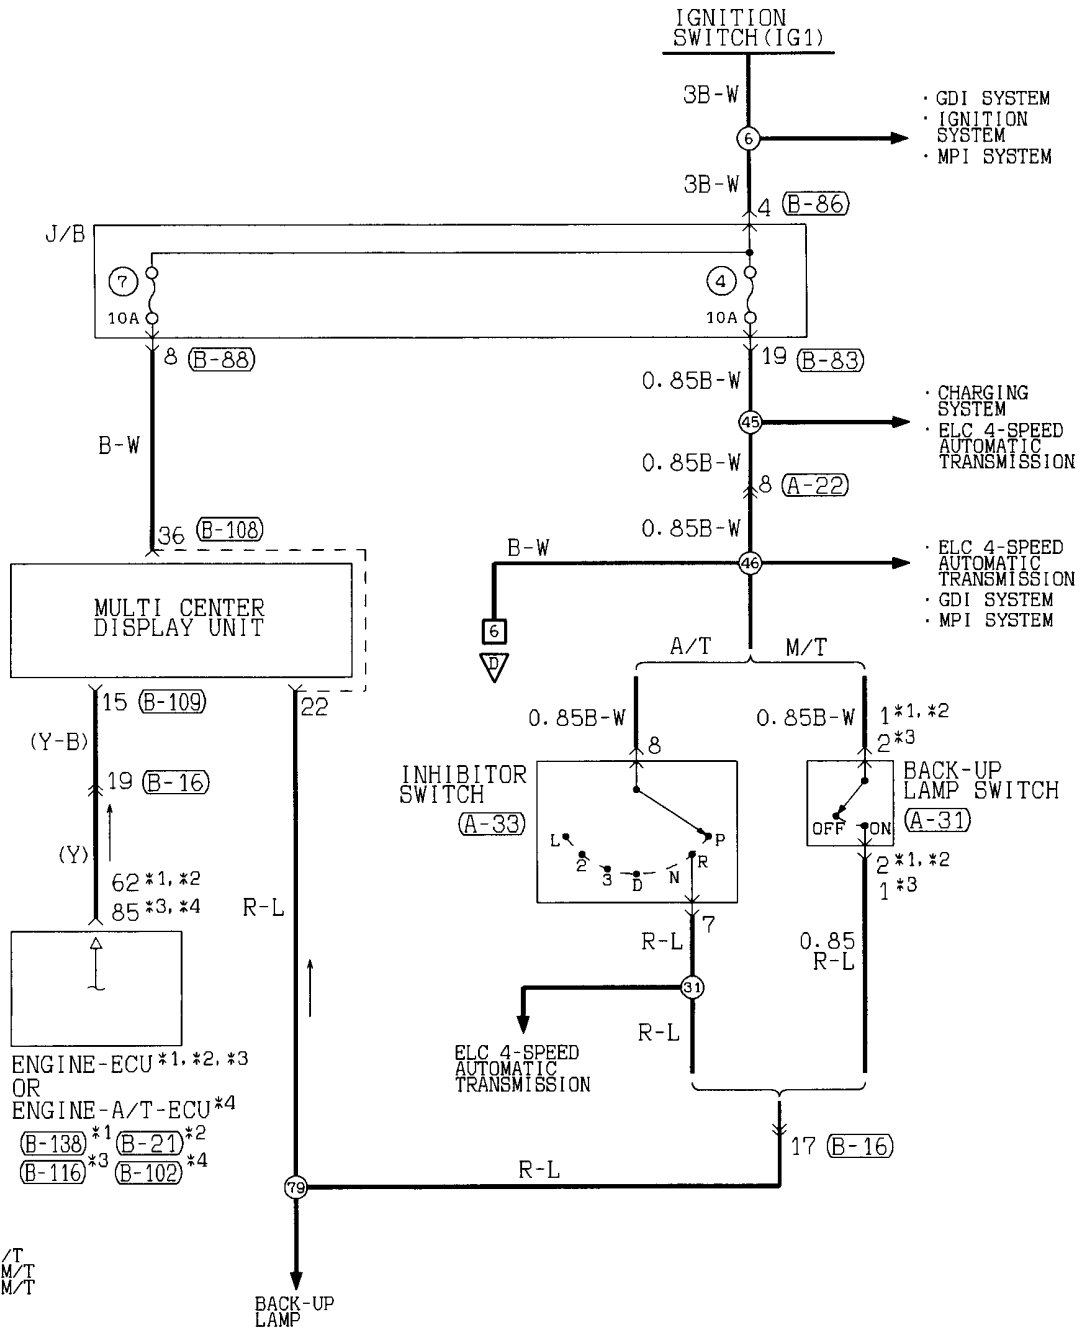 IGNITION
SWITCH(IG1)
3B-W
· GDI SYSTEM
· IGNITION
SYSTEM
· MPI SYSTEM
6
3B-W
4 (B-86)
J/B
7
4
10A
10A
8 (B-88)
19 (B-83)
0.85B-W
· CHARGING
SYSTEM
· ELC 4-SPEED
AUTOMATIC
TRANSMISSION
45
B-W
0.85B-W
8 (A-22)
36 (B-108)
0.85B-W
B-W
46
· ELC 4-SPEED
AUTOMATIC
TRANSMISSION
· GDI SYSTEM
· MPI SYSTEM
MULTI CENTER
DISPLAY UNIT
6
D
A/T
M/T
15 (B-109)
22
(Y-B)
0.85B-W
0.85B-W
1*1,*2
2*3
8
19 (B-16)
INHIBITOR
SWITCH
(A-33)
BACK-UP
LAMP SWITCH
(A-31)
OFF
ON
L
2
3
D
N
R
P
(Y)
62*1,*2
85*3,*4
2*1,*2
1*3
R-L
7
R-L
0.85
R-L
31
R-L
ELC 4-SPEED
AUTOMATIC
TRANSMISSION
ENGINE-ECU*1,*2,*3
OR
ENGINE-A/T-ECU*4
(B-138)*1 (B-21)*2
(B-116)*3 (B-102)*4
17 (B-16)
R-L
79
/T
M/T
M/T
BACK-UP
LAMP